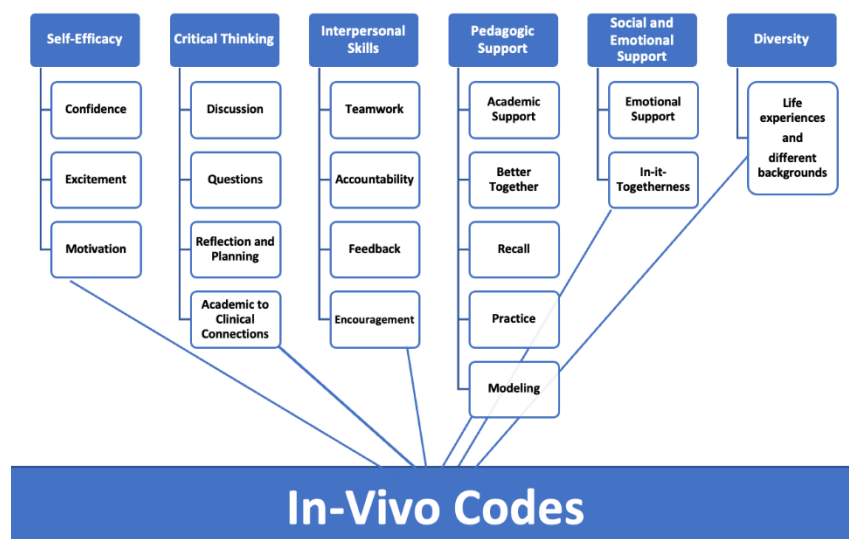 Self-Efficacy
Confidence
Excitement
Motivation
Critical Thinking
Discussion
Questions
Reflection and
Planning
Academic to
Clinical
Connections
Interpersonal
Skills
Teamwork
Accountability
Feedback
Encouragement
Pedagogic
Support
Academic
Support
Better
Together
Recall
Practice
Modeling
Social and
Emotional
Support
Emotional
Support
In-it-
Togetherness
Diversity
Life
experiences
and
different
backgrounds
In-Vivo Codes